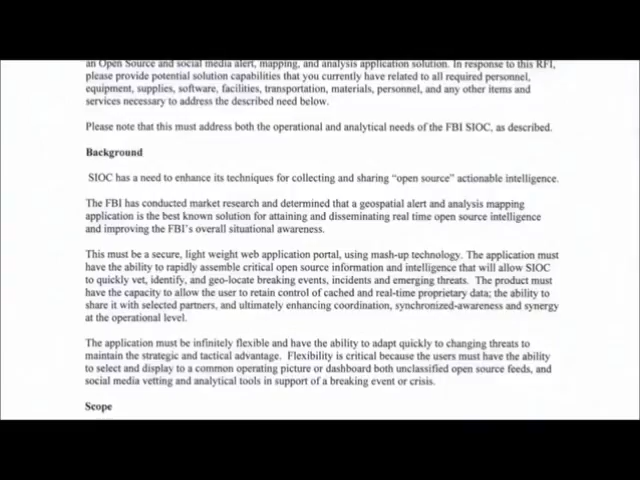 an Open Source and social media alert, mapping, and analysis application solution. In response to this RFI,
please provide potential solution capabilities that you currently have related to all required personnel,
equipment, supplies, software, facilities, transportation, materials, personnel, and any other items and
services necessary to address the described need below.
Please note that this must address both the operational and analytical needs of the FBI SIOC, as described.
Background
SIOC has a need to enhance its techniques for collecting and sharing “open source” actionable intelligence.
The FBI has conducted market research and determined that a geospatial alert and analysis mapping
application is the best known solution for attaining and disseminating real time open source intelligence
and improving the FBI’s overall situational awareness.
This must be a secure, light weight web application portal, using mash-up technology. The application must
have the ability to rapidly assemble critical open source information and intelligence that will allow SIOC
to quickly vet, identify, and geo-locate breaking events, incidents and emerging threats. The product must
have the capacity to allow the user to retain control of cached and real-time proprietary data; the ability to
share it with selected partners, and ultimately enhancing coordination, synchronized-awareness and synergy
at the operational level.
The application must be infinitely flexible and have the ability to adapt quickly to changing threats to
maintain the strategic and tactical advantage. Flexibility is critical because the users must have the ability
to select and display to a common operating picture or dashboard both unclassified open source feeds, and
social media vetting and analytical tools in support of a breaking event or crisis.
Scope